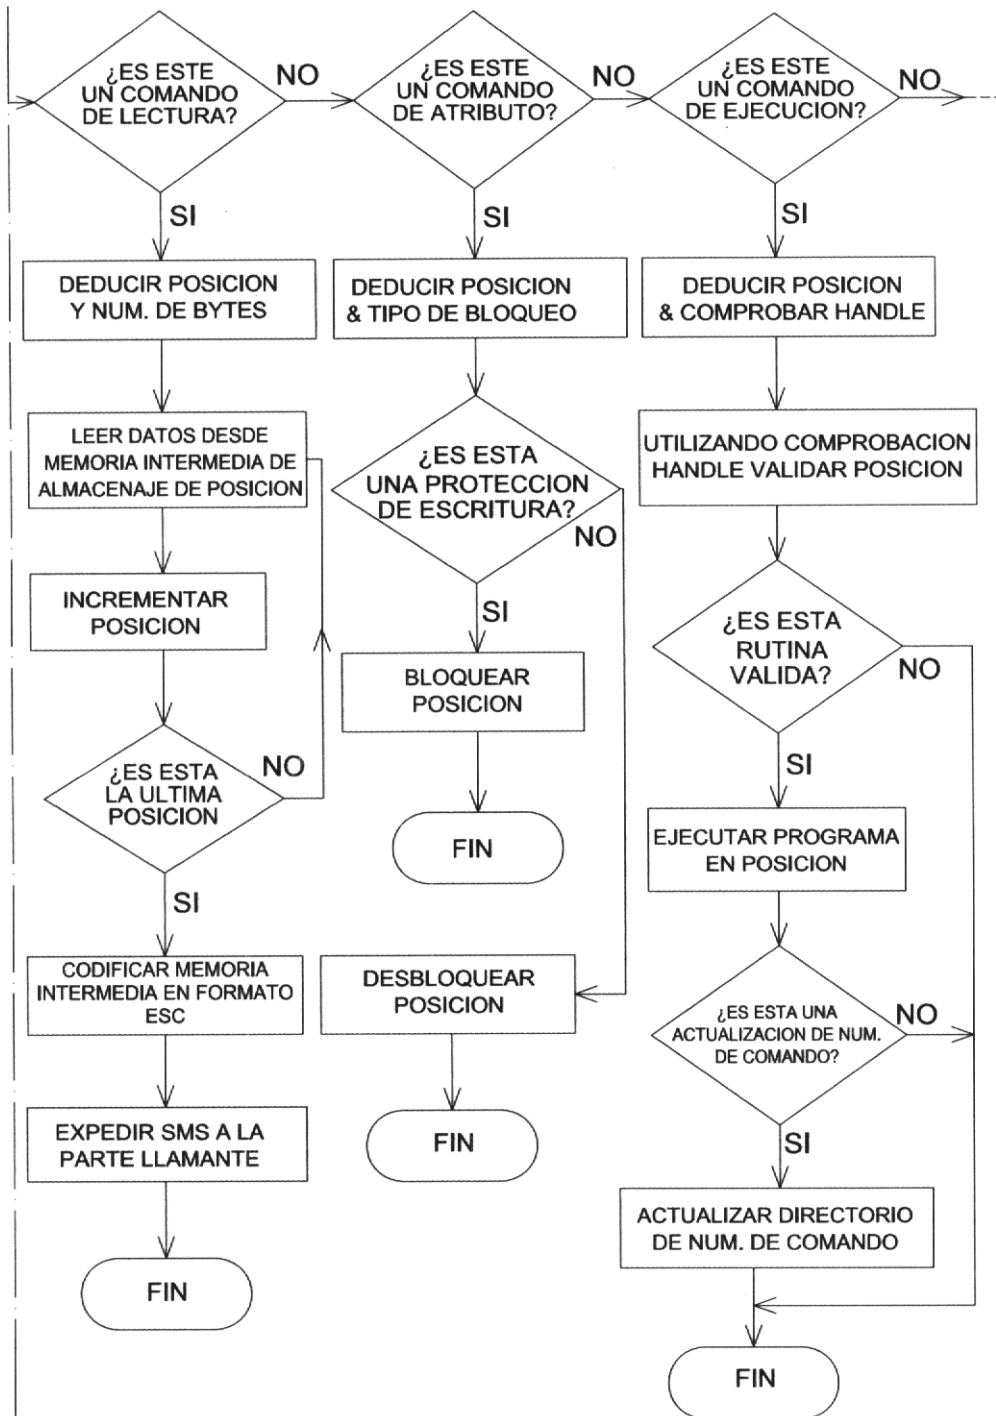 ¿ES ESTE
UN COMANDO
DE LECTURA?
NO
SI
DEDUCIR POSICION
Y NUM. DE BYTES
LEER DATOS DESDE
MEMORIA INTERMEDIA DE
ALMACENAJE DE POSICION
INCREMENTAR
POSICION
¿ES ESTA
LA ULTIMA
POSICION
NO
SI
CODIFICAR MEMORIA
INTERMEDIA EN FORMATO
ESC
EXPEDIR SMS A LA
PARTE LLAMANTE
FIN
¿ES ESTE
UN COMANDO
DE ATRIBUTO?
NO
SI
DEDUCIR POSICION
& TIPO DE BLOQUEO
¿ES ESTA
UNA PROTECCION
DE ESCRITURA?
NO
SI
BLOQUEAR
POSICION
FIN
DESBLOQUEAR
POSICION
FIN
¿ES ESTE
UN COMANDO
DE EJECUCION?
NO
SI
DEDUCIR POSICION
& COMPROBAR HANDLE
UTILIZANDO COMPROBACION
HANDLE VALIDAR POSICION
¿ES ESTA
RUTINA
VALIDA?
NO
SI
EJECUTAR PROGRAMA
EN POSICION
¿ES ESTA UNA
ACTUALIZACION DE NUM.
DE COMANDO?
NO
SI
ACTUALIZAR DIRECTORIO
DE NUM. DE COMANDO
FIN